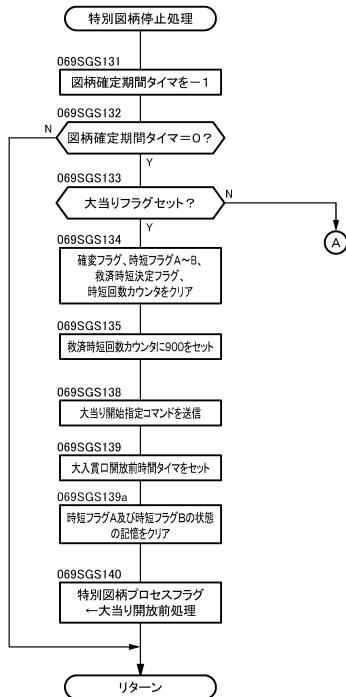 特別図柄停止処理
069SGS131
図柄確定期間タイマを－1
069SGS132
N
図柄確定期間タイマ＝0？
Y
069SGS133
N
大当りフラグセット？
Y
A
069SGS134
確変フラグ、時短フラグA～B、
救済時短決定フラグ、
時短回数カウンタをクリア
069SGS135
救済時短回数カウンタに900をセット
069SGS138
大当り開始指定コマンドを送信
069SGS139
大入賞口開放前時間タイマをセット
069SGS139a
時短フラグA及び時短フラグBの状態
の記憶をクリア
069SGS140
特別図柄プロセスフラグ
←大当り開放前処理
リターン